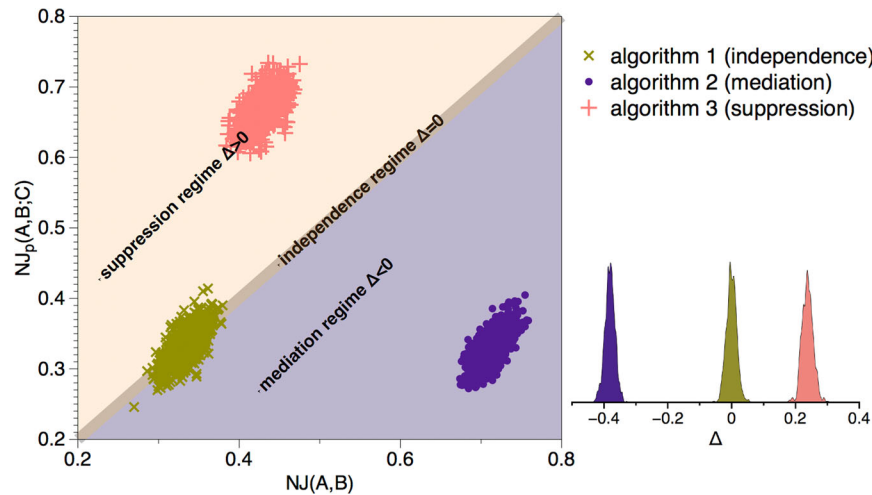 0.8
0.7
0.6
0.5
0.4
0.3
0.2
NJp(A,B;C)
0.2
0.4
0.6
0.8
NJ(A,B)
suppression regime Δ>0
independence regime Δ=0
mediation regime Δ<0
algorithm 1 (independence)
algorithm 2 (mediation)
algorithm 3 (suppression)
−0.4
−0.2
0
0.2
0.4
Δ